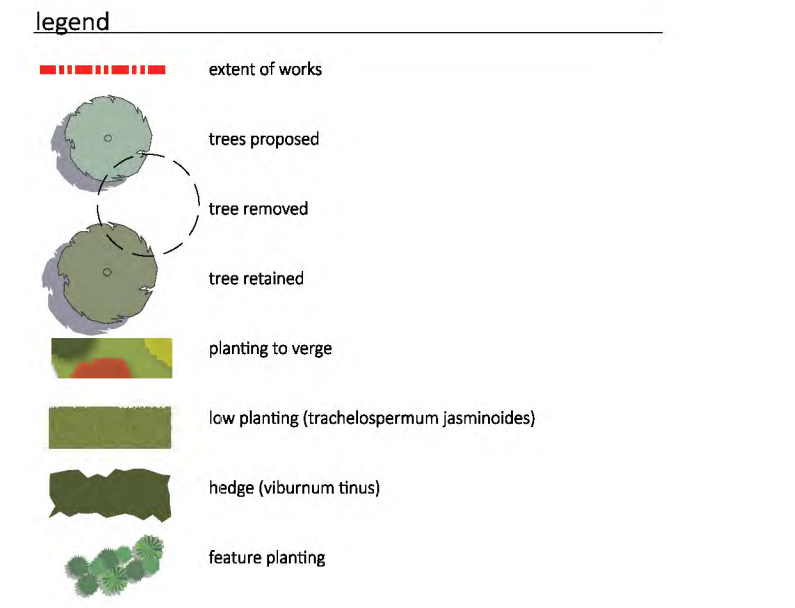 legend
extent of works
trees proposed
tree removed
tree retained
planting to verge
low planting (trachelospermum jasminoides)
hedge (viburnum tinus)
feature planting